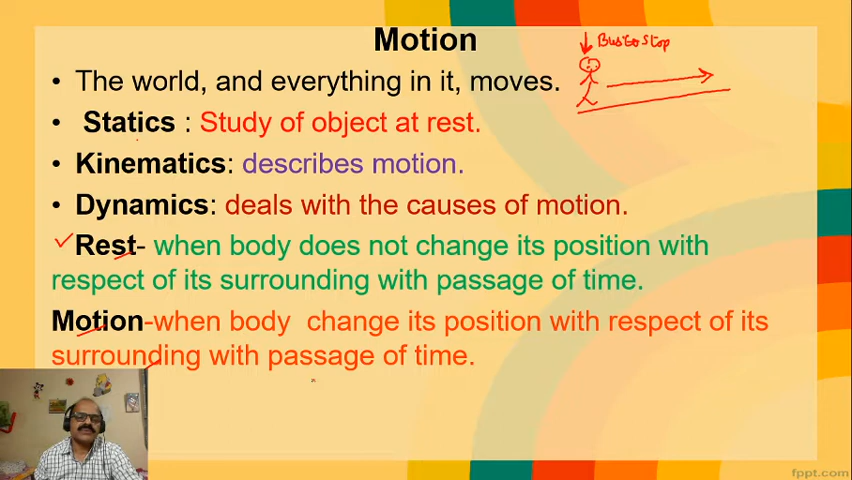 Motion
Bus to Stop
• The world, and everything in it, moves.
• Statics : Study of object at rest.
• Kinematics: describes motion.
• Dynamics: deals with the causes of motion.
Rest- when body does not change its position with
respect of its surrounding with passage of time.
Motion-when body change its position with respect of its
surrounding with passage of time.
fppt.com